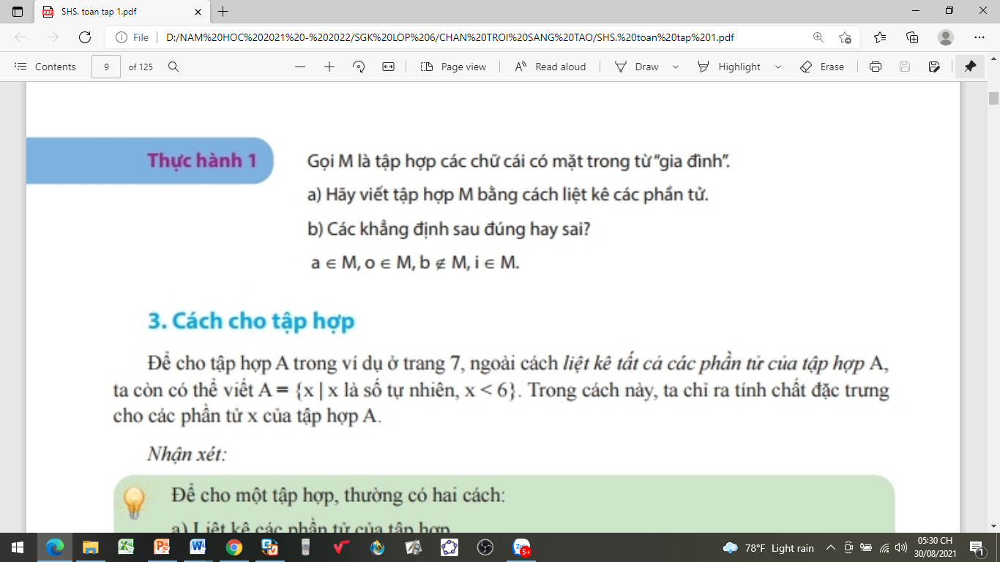 SHS. toan tap 1.pdf
File
D:/NAM%20HOC%202021%20-%202022/SGK%20LOP%206/CHAN%20TROI%20SANG%20TAO/SHS.%20toan%20tap%201.pdf
Contents 9 of 125 Page view Read aloud Draw Highlight Erase
Thực hành 1
Gọi M là tập hợp các chữ cái có mặt trong từ "gia đình".
a) Hãy viết tập hợp M bằng cách liệt kê các phần tử.
b) Các khẳng định sau đúng hay sai?
a ∈ M, o ∈ M, b ∉ M, i ∈ M.
3. Cách cho tập hợp
Để cho tập hợp A trong ví dụ ở trang 7, ngoài cách liệt kê tất cả các phần tử của tập hợp A,
ta còn có thể viết A = {x | x là số tự nhiên, x < 6}. Trong cách này, ta chỉ ra tính chất đặc trưng
cho các phần tử x của tập hợp A.
Nhận xét:
Để cho một tập hợp, thường có hai cách:
a) Liệt kê các phần tử của tập hợp.
78°F Light rain
05:30 CH
30/08/2021